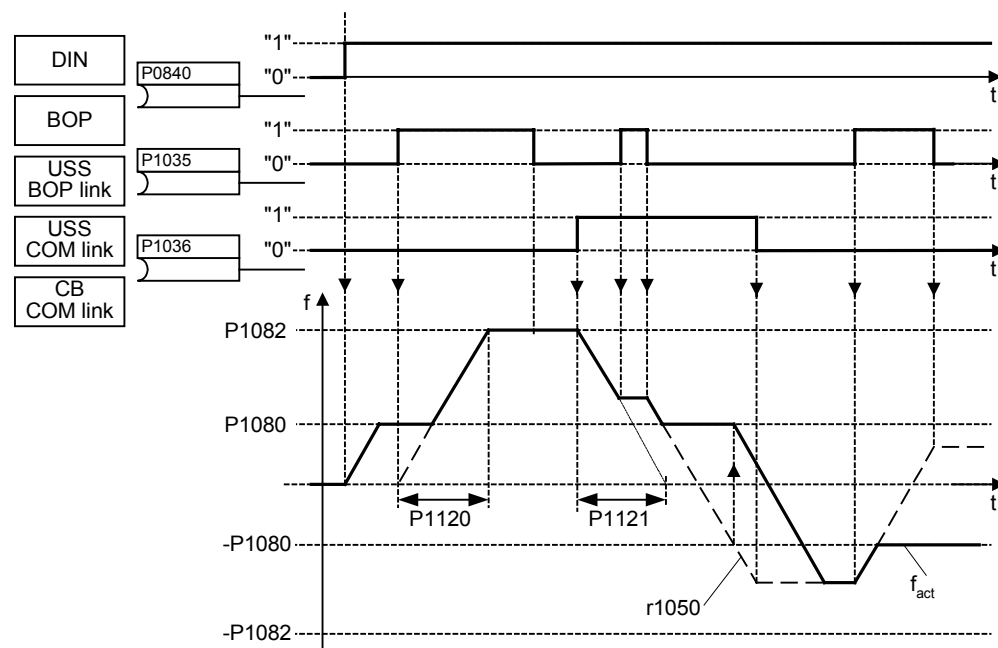 DIN
BOP
USS
BOP link
USS
COM link
CB
COM link
P0840
P1035
P1036
"1"
"0"
t
"1"
"0"
t
"1"
"0"
t
f
P1082
P1080
t
P1120
P1121
-P1080
r1050
f_act
-P1082